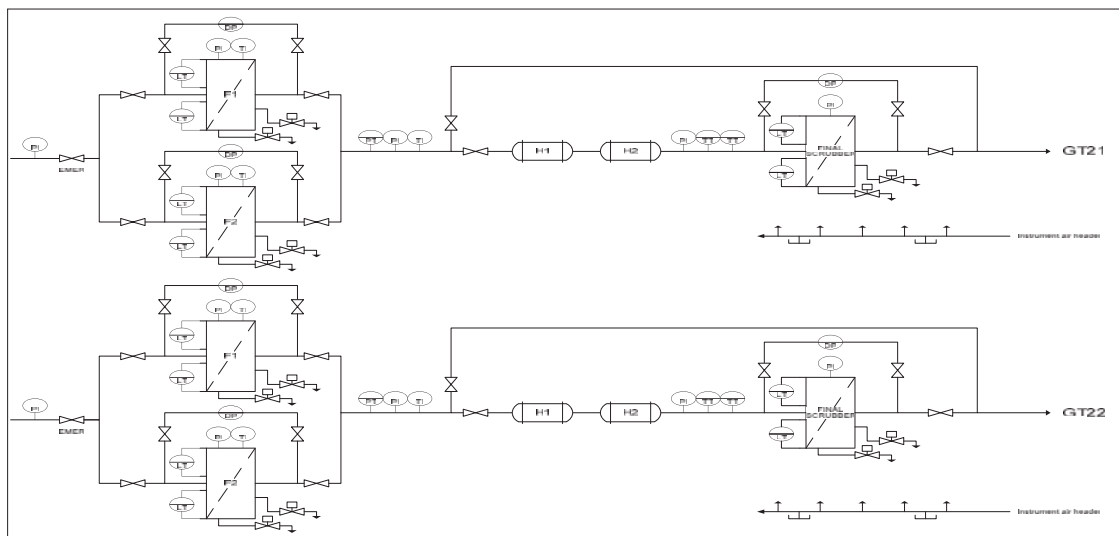 DP
PI TI
LT
F1
LT
PI
EMER
DP
PI TI
LT
F2
LT
PT PI TI
H1 H2
PI TT TT
DP
PI
LT
FINAL
SCRUBBER
LT
GT21
Instrument air header
DP
PI TI
LT
F1
LT
PI
EMER
DP
PI TI
LT
F2
LT
PT PI TI
H1 H2
PI TT TT
DP
PI
LT
FINAL
SCRUBBER
LT
GT22
Instrument air header